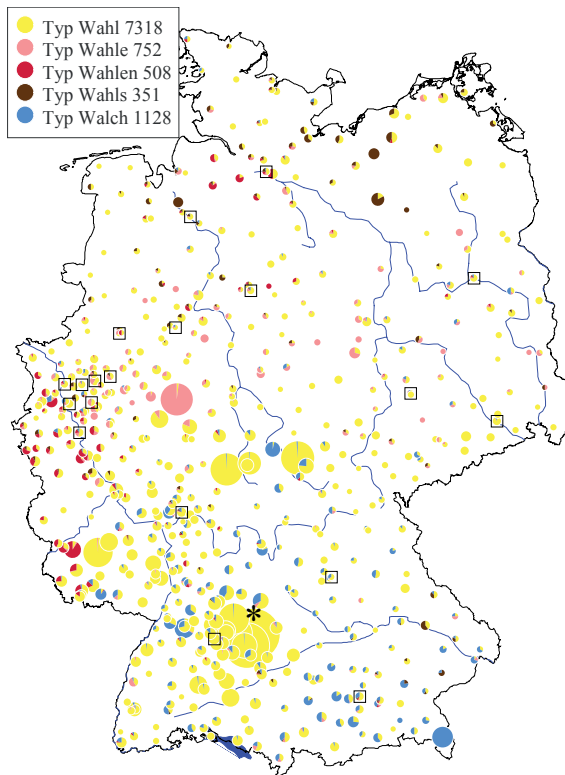 Typ Wahl 7318
Typ Wahle 752
Typ Wahlen 508
Typ Wahls 351
Typ Walch 1128
*